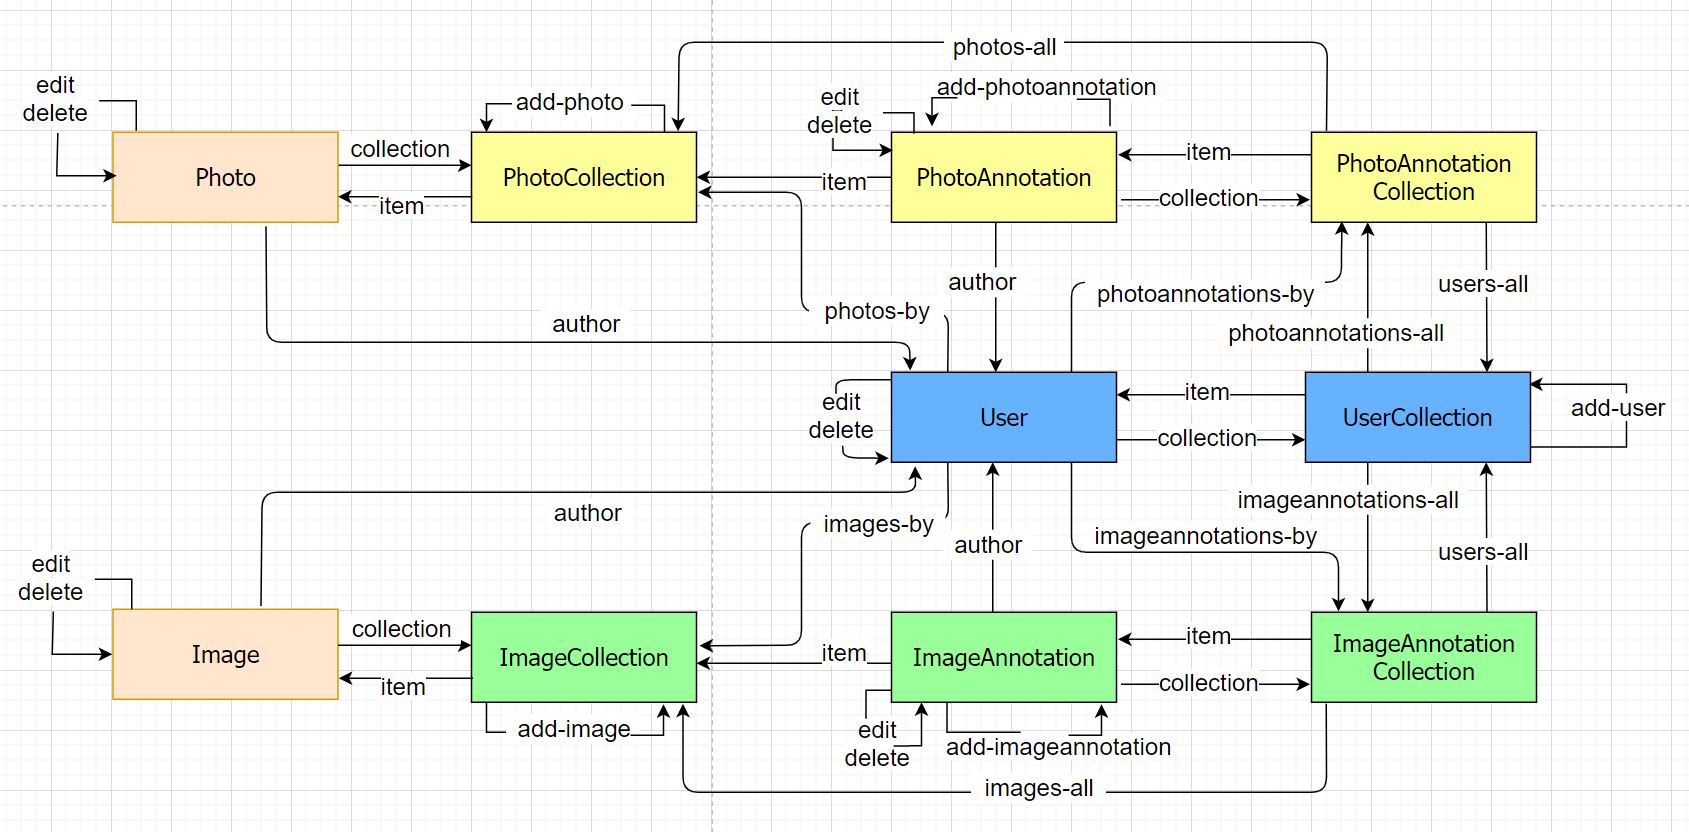 photos-all
edit
delete
add-photo
edit
delete
add-photoannotation
collection
item
Photo
PhotoCollection
item
PhotoAnnotation
item
collection
PhotoAnnotation
Collection
author
photos-by
author
photoannotations-by
users-all
photoannotations-all
edit
delete
User
item
collection
UserCollection
add-user
author
images-by
author
imageannotations-all
imageannotations-by
users-all
edit
delete
Image
collection
item
ImageCollection
item
ImageAnnotation
item
collection
ImageAnnotation
Collection
add-image
edit
delete
add-imageannotation
images-all